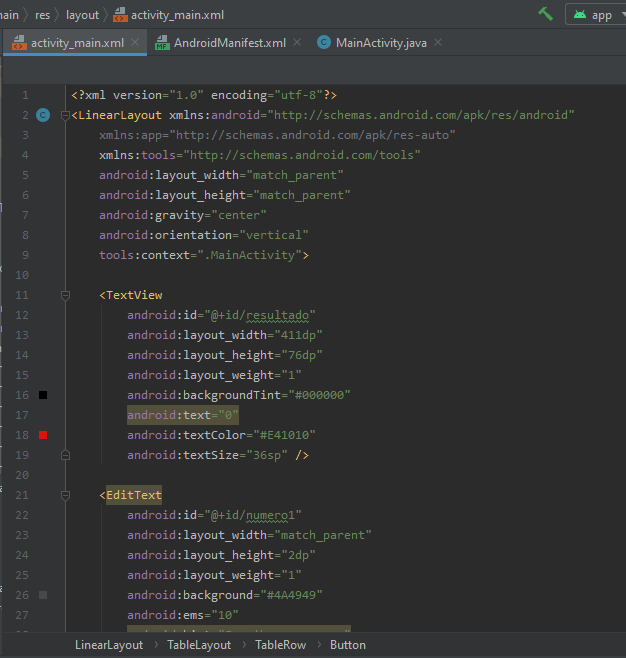 main › res › layout › activity_main.xml app
activity_main.xml AndroidManifest.xml MainActivity.java
1 <?xml version="1.0" encoding="utf-8"?>
2 <LinearLayout xmlns:android="http://schemas.android.com/apk/res/android"
3 xmlns:app="http://schemas.android.com/apk/res-auto"
4 xmlns:tools="http://schemas.android.com/tools"
5 android:layout_width="match_parent"
6 android:layout_height="match_parent"
7 android:gravity="center"
8 android:orientation="vertical"
9 tools:context=".MainActivity">
10
11 <TextView
12 android:id="@+id/resultado"
13 android:layout_width="411dp"
14 android:layout_height="76dp"
15 android:layout_weight="1"
16 android:backgroundTint="#000000"
17 android:text="0"
18 android:textColor="#E41010"
19 android:textSize="36sp" />
20
21 <EditText
22 android:id="@+id/numero1"
23 android:layout_width="match_parent"
24 android:layout_height="2dp"
25 android:layout_weight="1"
26 android:background="#4A4949"
27 android:ems="10"
LinearLayout › TableLayout › TableRow › Button